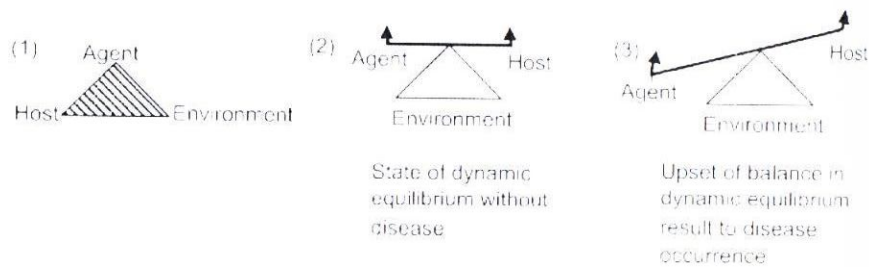 (1)
Agent
Host
Environment
(2)
Agent
Host
Environment
State of dynamic
equilibrium without
disease
(3)
Agent
Host
Environment
Upset of balance in
dynamic equilibrium
result to disease
occurrence